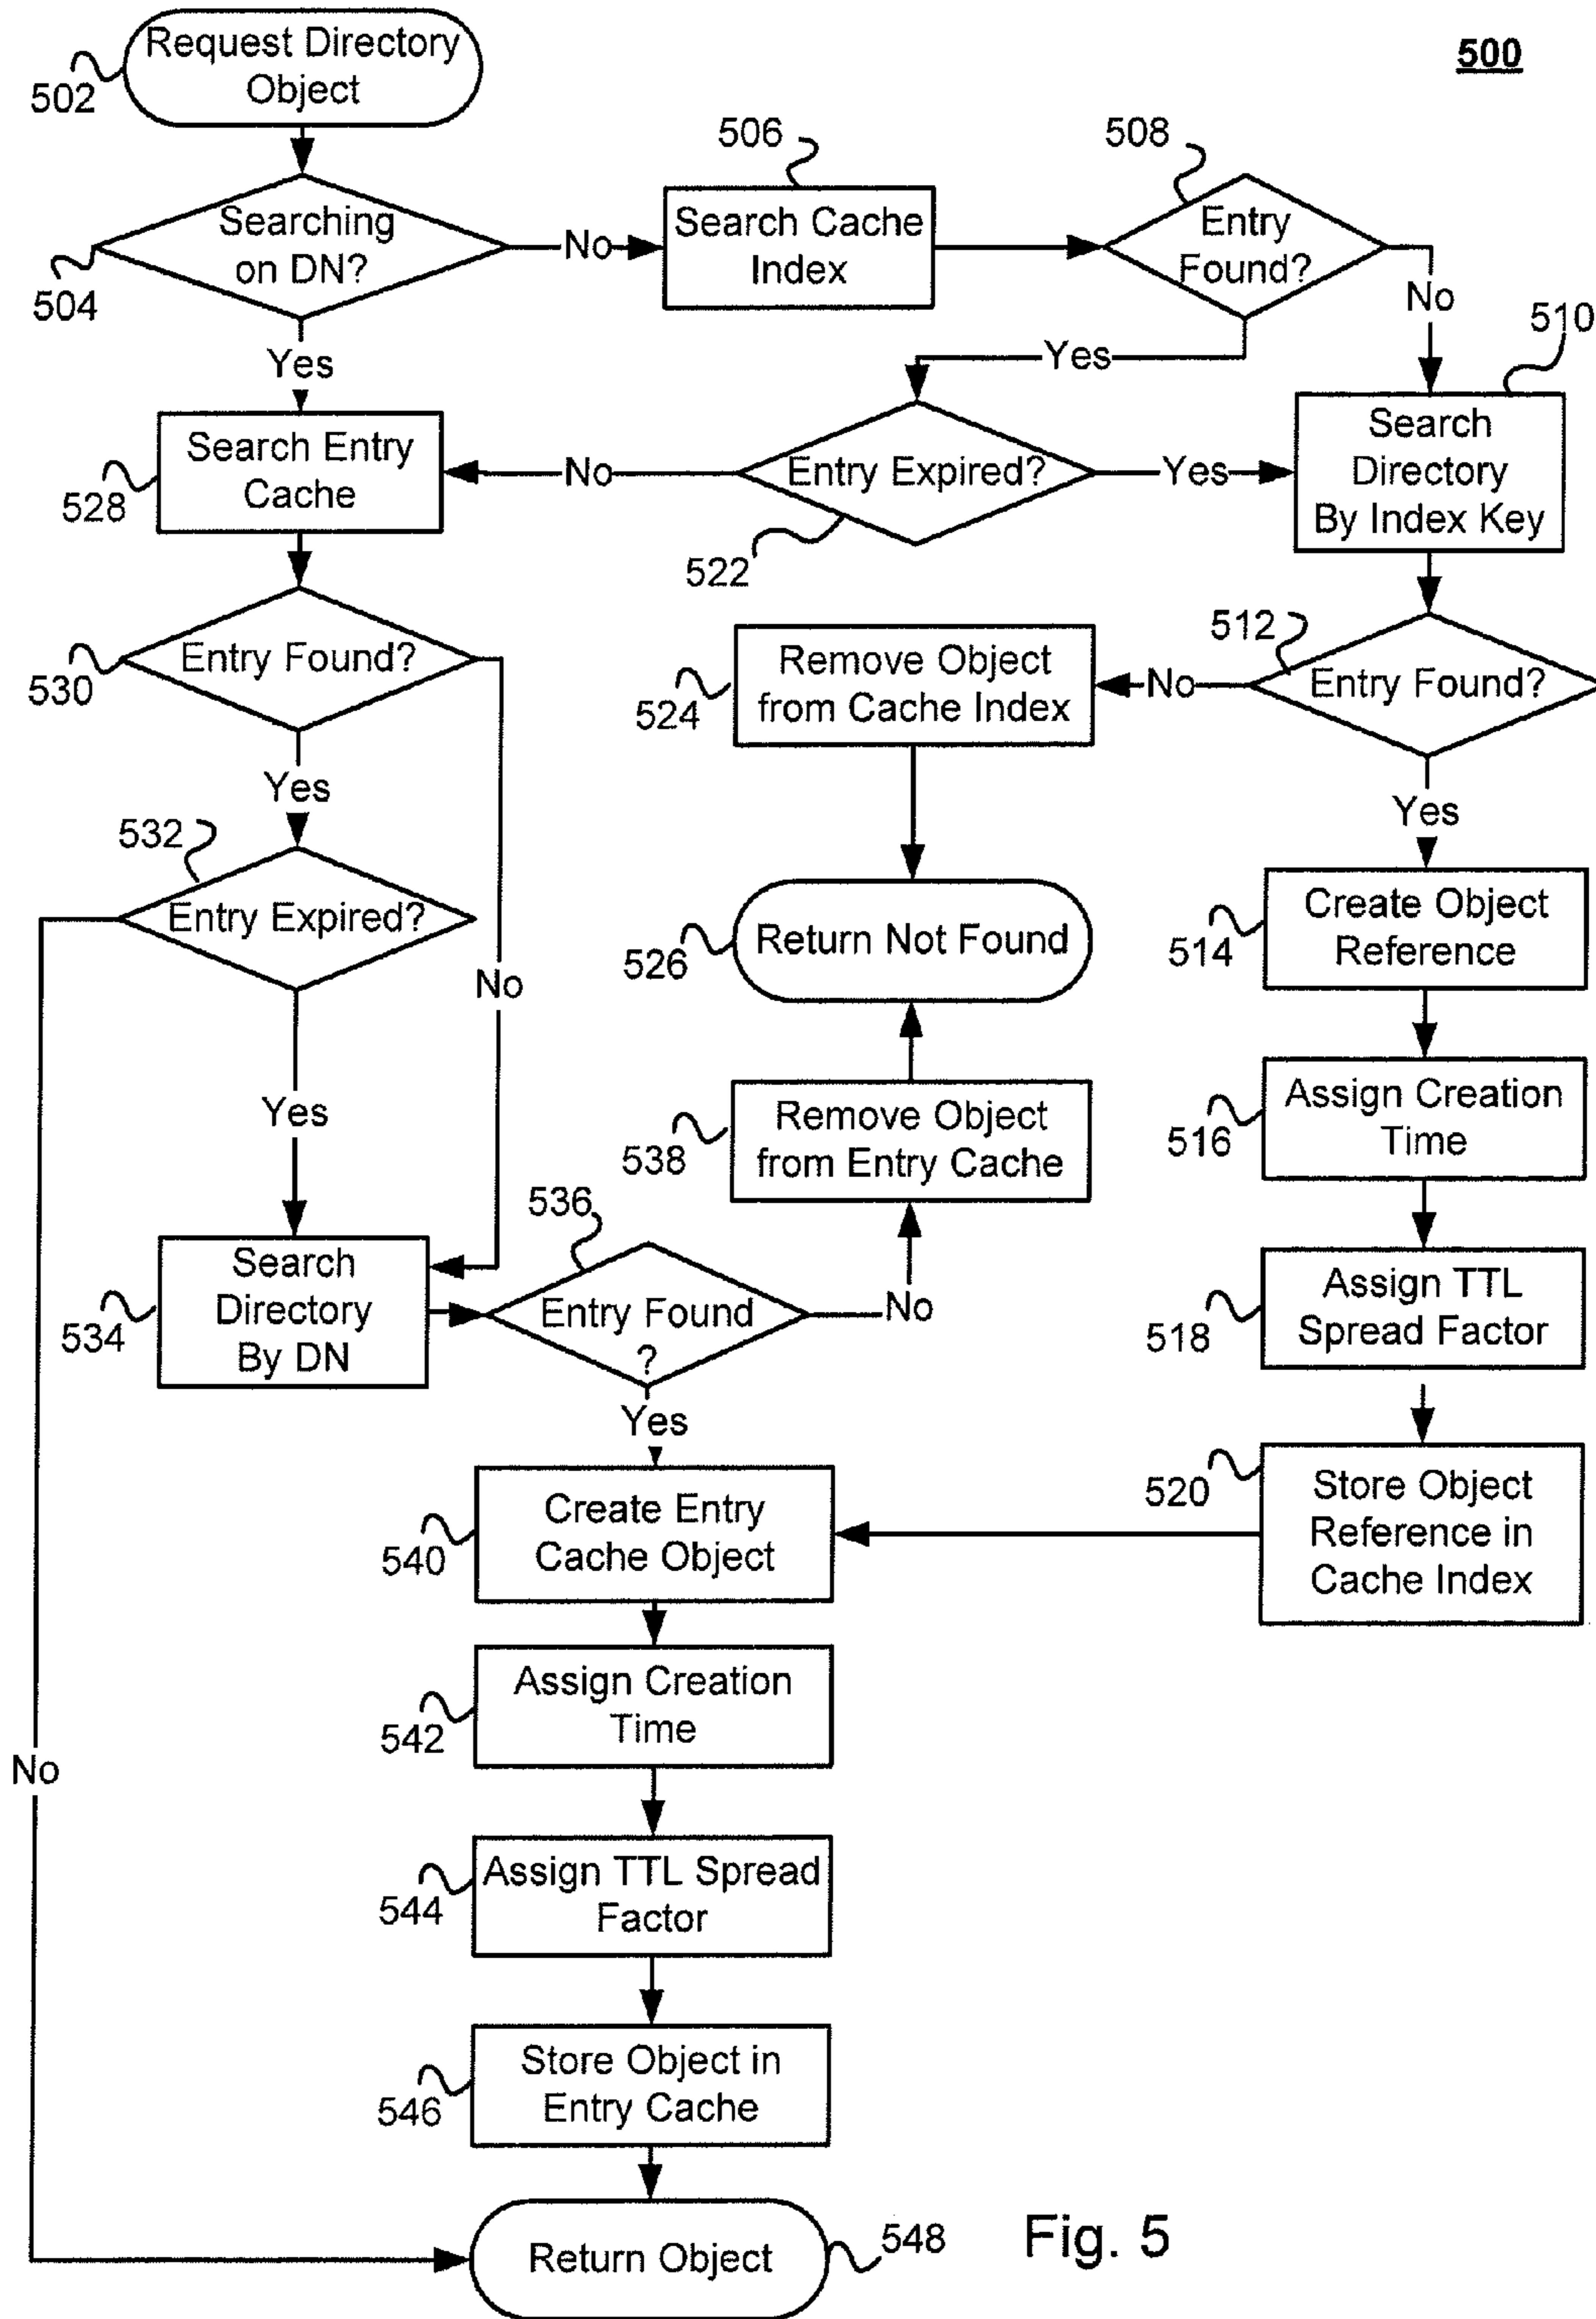 500
Request Directory
Object
502
Searching
on DN?
504
No
506
Search Cache
Index
508
Entry
Found?
No
Yes
Yes
510
Search
Directory
By Index Key
Search Entry
Cache
528
No
Entry Expired?
522
Yes
Entry Found?
530
Remove Object
from Cache Index
524
No
512
Entry Found?
Yes
Yes
532
Entry Expired?
No
Return Not Found
526
Create Object
Reference
514
Yes
Remove Object
from Entry Cache
538
Assign Creation
Time
516
Search
Directory
By DN
534
536
Entry Found
?
No
Assign TTL
Spread Factor
518
Yes
Create Entry
Cache Object
540
Store Object
Reference in
Cache Index
520
Assign Creation
Time
542
No
Assign TTL Spread
Factor
544
Store Object in
Entry Cache
546
Return Object
548
Fig. 5